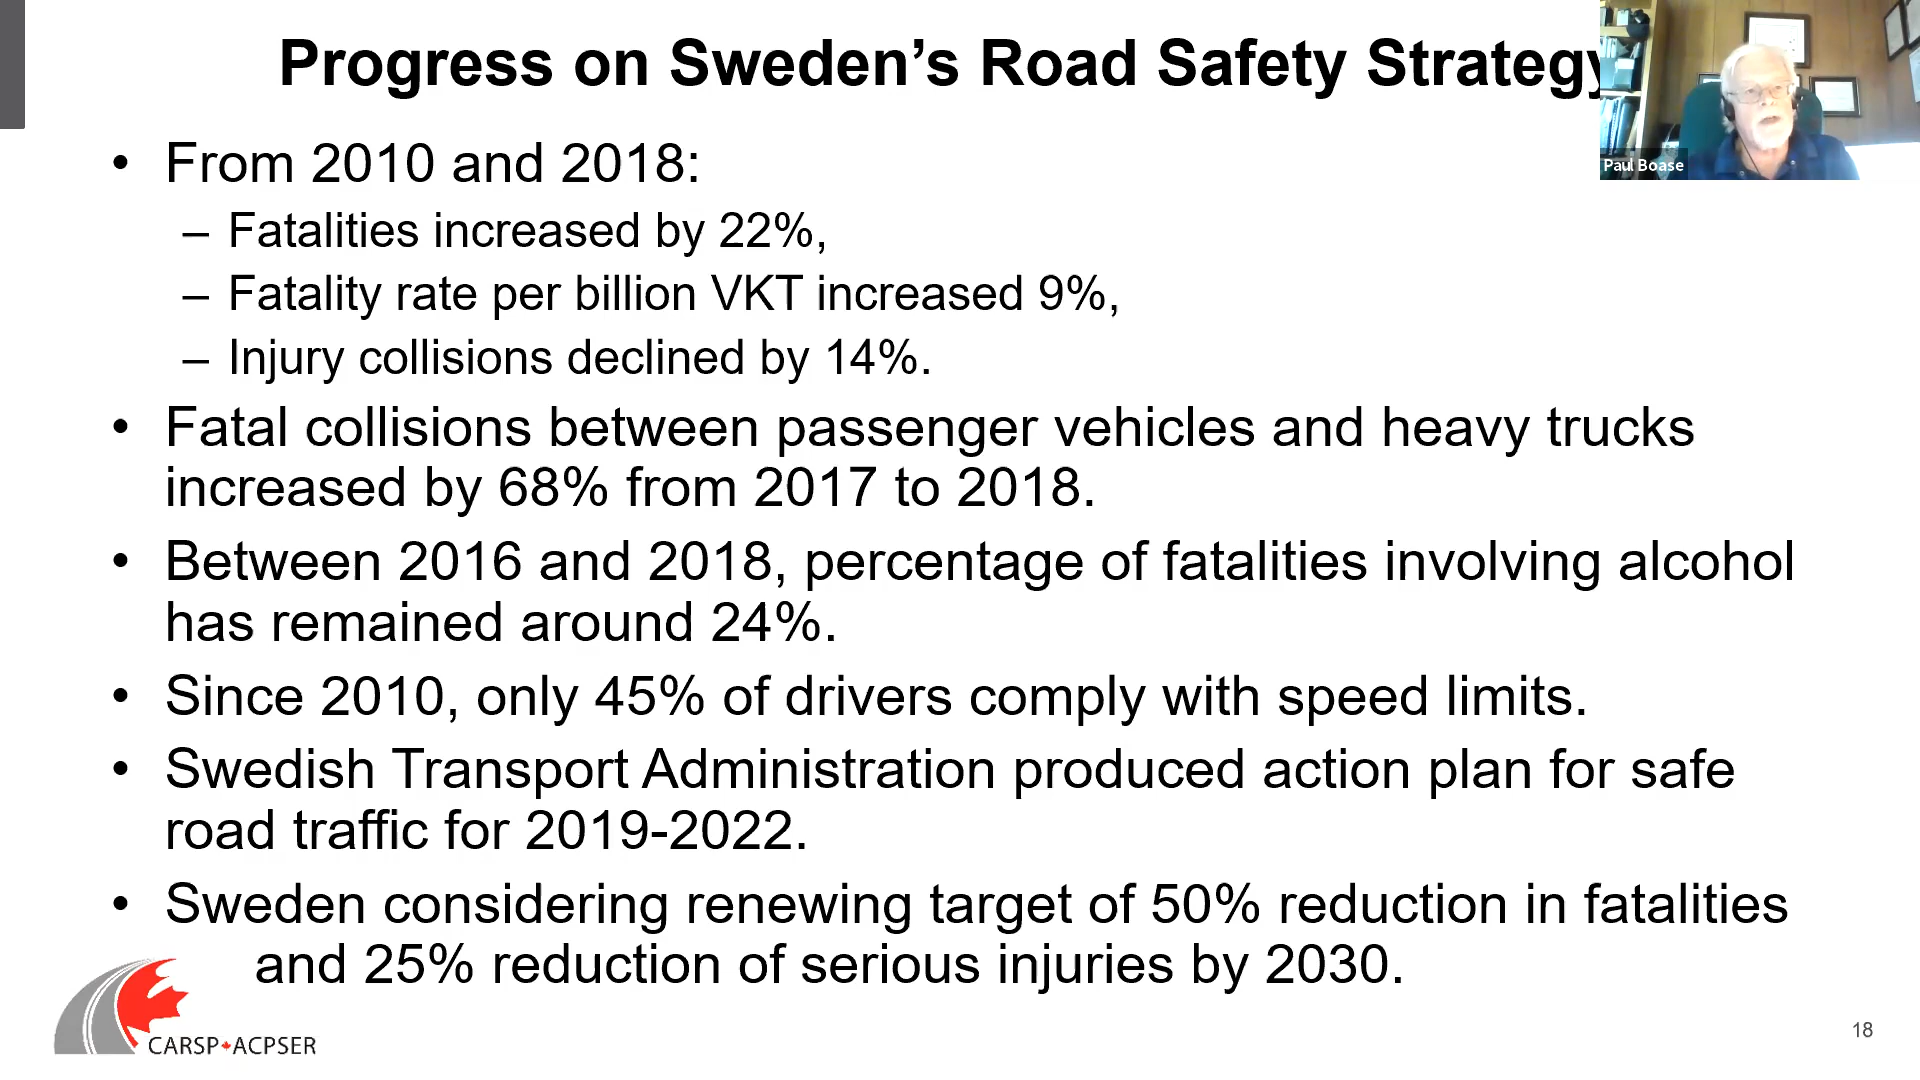 Progress on Sweden’s Road Safety Strategy
Paul Boase
• From 2010 and 2018:
– Fatalities increased by 22%,
– Fatality rate per billion VKT increased 9%,
– Injury collisions declined by 14%.
• Fatal collisions between passenger vehicles and heavy trucks
increased by 68% from 2017 to 2018.
• Between 2016 and 2018, percentage of fatalities involving alcohol
has remained around 24%.
• Since 2010, only 45% of drivers comply with speed limits.
• Swedish Transport Administration produced action plan for safe
road traffic for 2019-2022.
• Sweden considering renewing target of 50% reduction in fatalities
and 25% reduction of serious injuries by 2030.
CARSP ACPSER
18